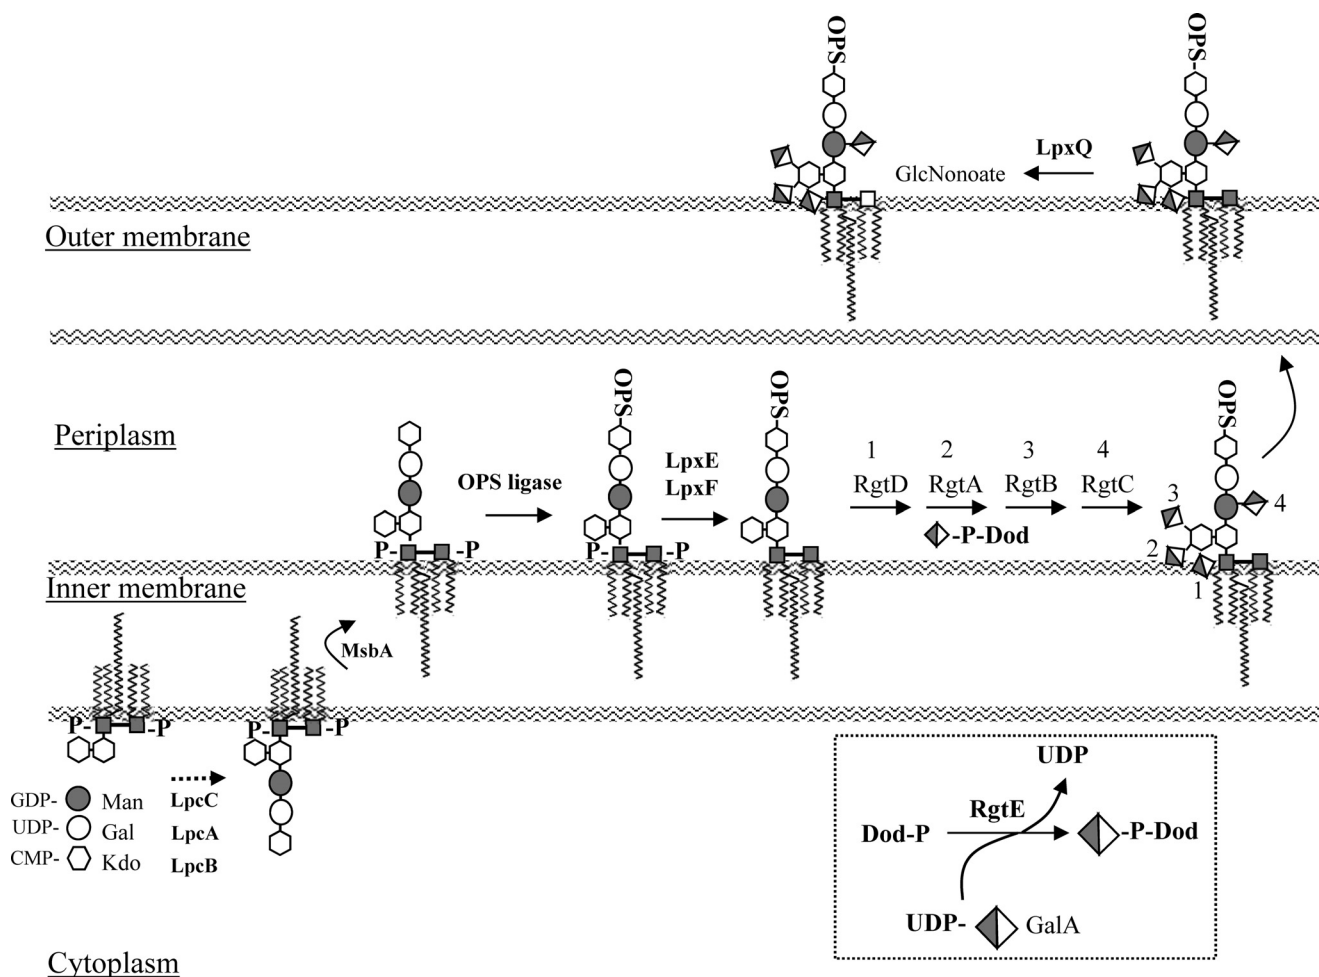 OPS
OPS
LpxQ
GlcNonoate
Outer membrane
OPS
OPS
OPS
Periplasm
OPS ligase
LpxE
LpxF
1 2 3 4
RgtD RgtA RgtB RgtC
-P-Dod
3
4
2
1
P- -P
P- -P
Inner membrane
MsbA
P- -P
P- -P
GDP- Man LpcC
UDP- Gal LpcA
CMP- Kdo LpcB
UDP
RgtE
Dod-P -P-Dod
UDP- GalA
Cytoplasm